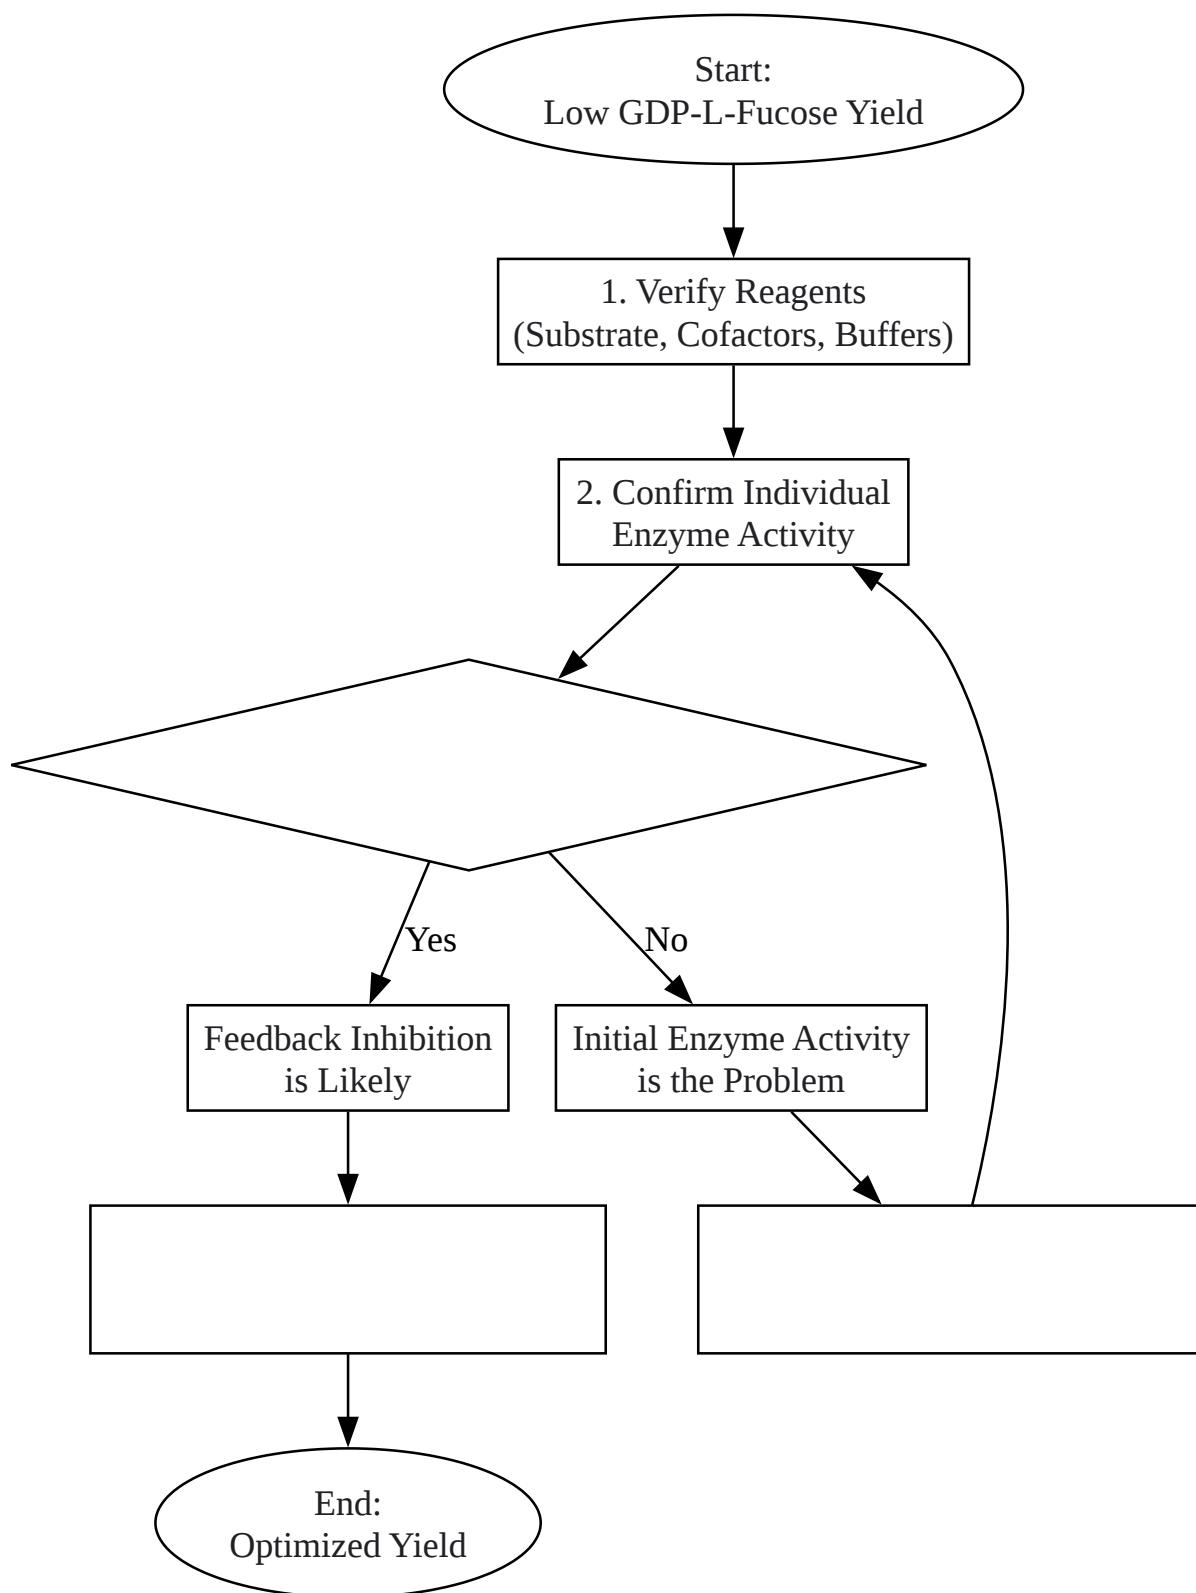 Start:
Low GDP-L-Fucose Yield
1. Verify Reagents
(Substrate, Cofactors, Buffers)
2. Confirm Individual
Enzyme Activity
Yes
No
Feedback Inhibition
is Likely
Initial Enzyme Activity
is the Problem
End:
Optimized Yield